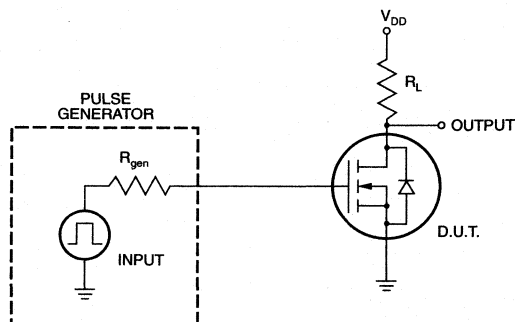 V_DD
R_L
PULSE
GENERATOR
OUTPUT
R_gen
D.U.T.
INPUT